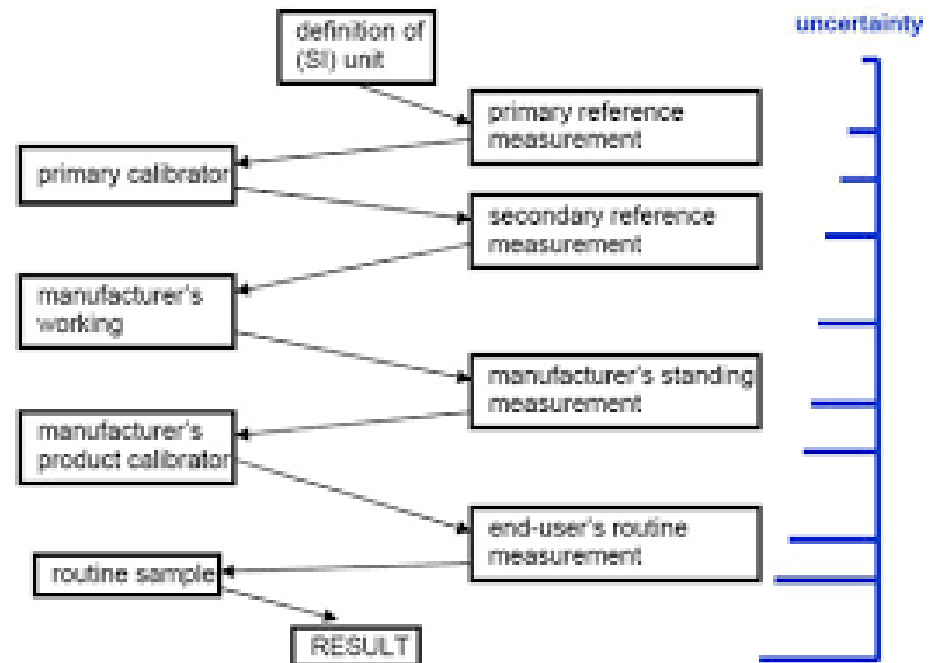 uncertainty
definition of
(SI) unit
primary reference
measurement
primary calibrator
secondary reference
measurement
manufacturer's
working
manufacturer's standing
measurement
manufacturer's
product calibrator
end-user's routine
measurement
routine sample
RESULT